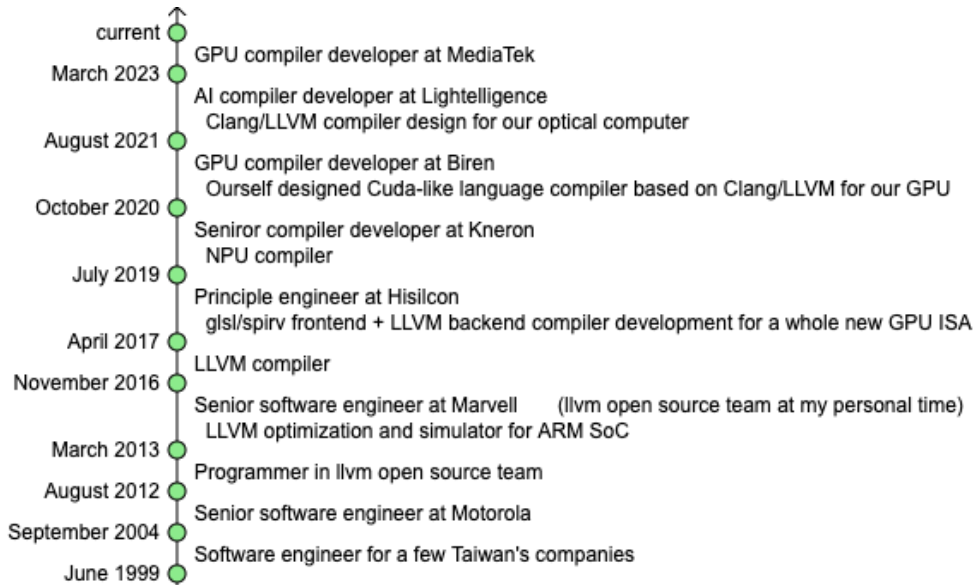 current
GPU compiler developer at MediaTek
March 2023
AI compiler developer at Lightelligence
Clang/LLVM compiler design for our optical computer
August 2021
GPU compiler developer at Biren
Ourself designed Cuda-like language compiler based on Clang/LLVM for our GPU
October 2020
Seniror compiler developer at Kneron
NPU compiler
July 2019
Principle engineer at Hisilcon
glsl/spirv frontend + LLVM backend compiler development for a whole new GPU ISA
April 2017
LLVM compiler
November 2016
Senior software engineer at Marvell (llvm open source team at my personal time)
LLVM optimization and simulator for ARM SoC
March 2013
Programmer in llvm open source team
August 2012
Senior software engineer at Motorola
September 2004
Software engineer for a few Taiwan's companies
June 1999